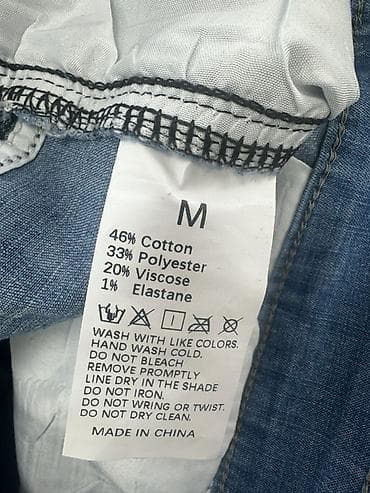 M
46% Cotton
33% Polyester
20% Viscose
1% Elastane
WASH WITH LIKE COLORS.
HAND WASH COLD.
DO NOT BLEACH
REMOVE PROMPTLY
LINE DRY IN THE SHADE
DO NOT IRON.
DO NOT WRING OR TWIST.
DO NOT DRY CLEAN.
MADE IN CHINA